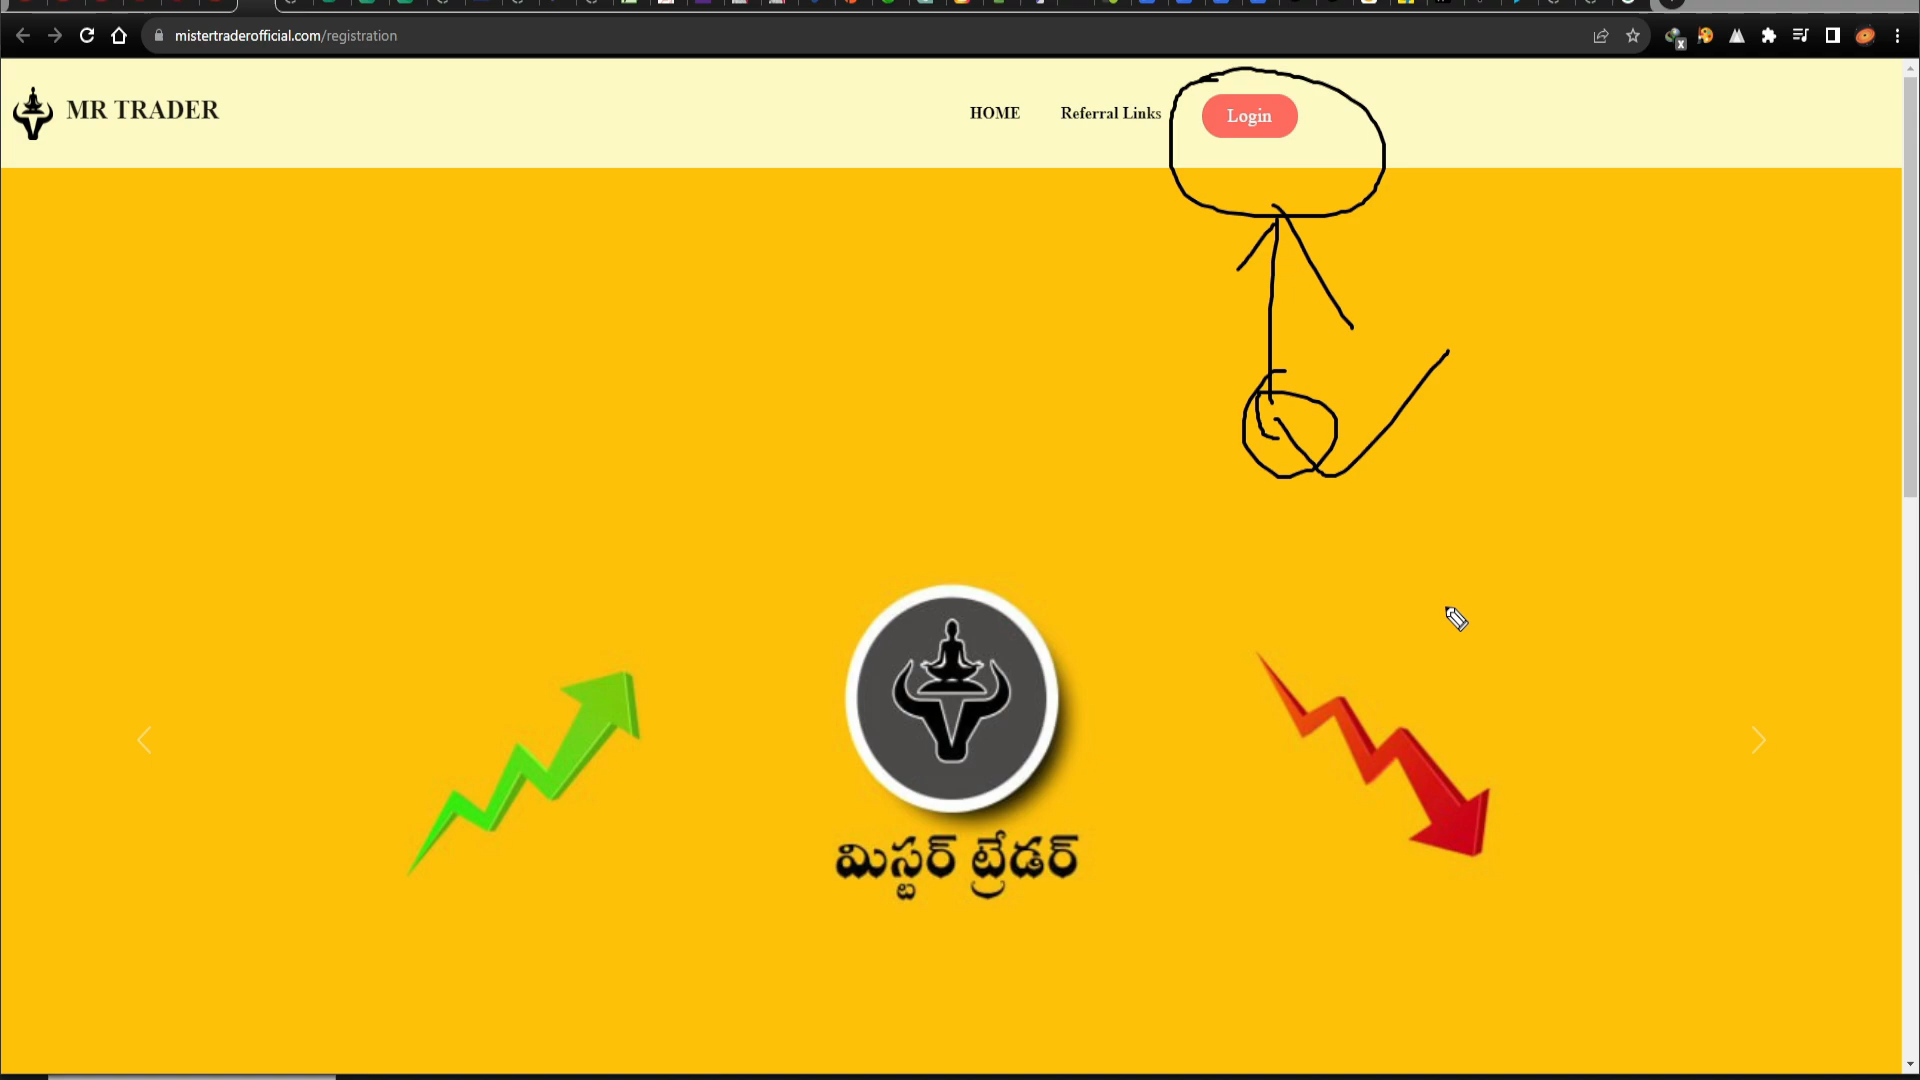 mistertraderofficial.com/registration
MR TRADER
HOME
Referral Links
Login
మిస్టర్ ట్రేడర్